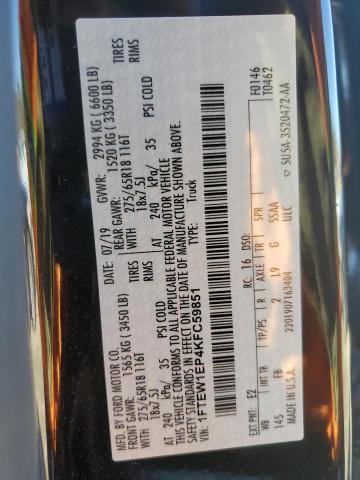 MFD. BY FORD MOTOR CO.
DATE: 07/19 GVWR: 2994 KG ( 6600 LB)
FRONT GAWR: 1565 KG ( 3450 LB) REAR GAWR: 1520 KG ( 3350 LB)
275/65R18 116T TIRES WITH 275/65R18 116T TIRES
18x7.5J RIMS 18x7.5J RIMS
AT 240 kPa/ 35 PSI COLD AT 240 kPa/ 35 PSI COLD
THIS VEHICLE CONFORMS TO ALL APPLICABLE FEDERAL MOTOR VEHICLE
SAFETY STANDARDS IN EFFECT ON THE DATE OF MANUFACTURE SHOWN ABOVE.
VIN: 1FTEW1EP4KFC59851 TYPE: Truck
F0146
T0462
EXT PNT: E2 RC: 16 DSO:
WB INT TR TP/PS R AXLE TR SPR
145 FB 2 L9 G SSAA
MADE IN U.S.A. 2201907163404 ULC
5U5A-3520472-AA